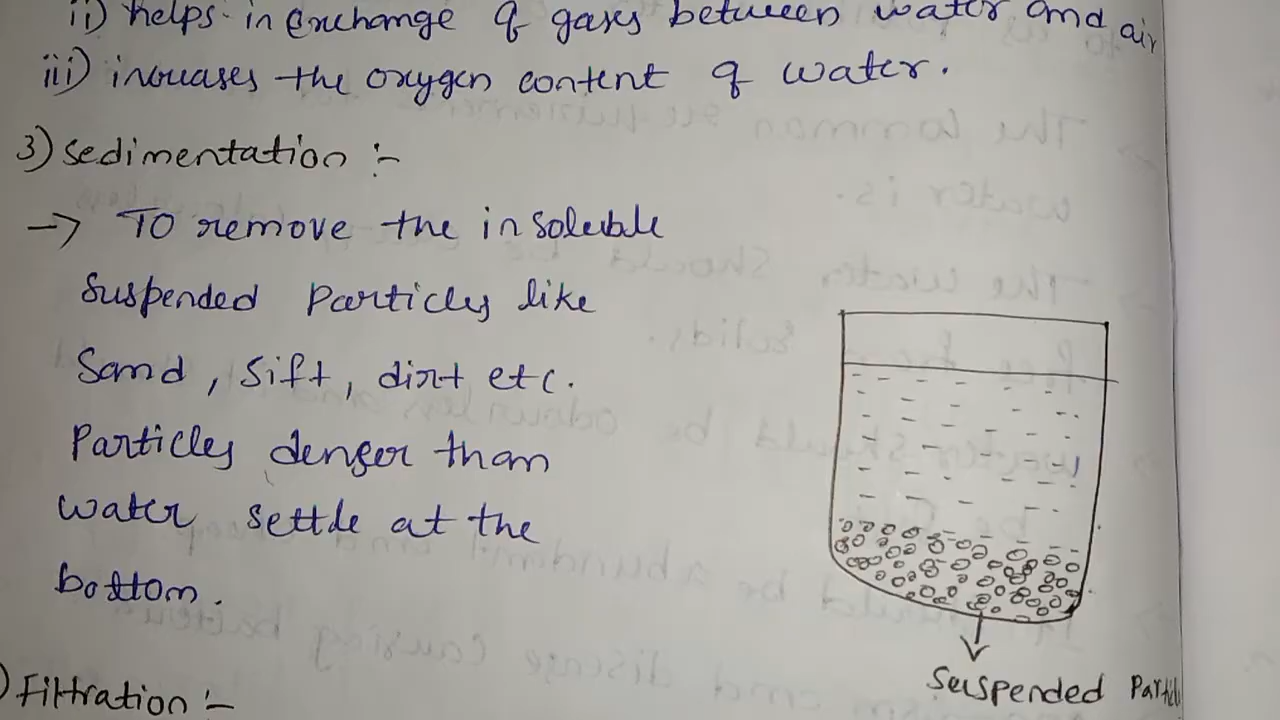 ii) helps in exchange of gases between water and air
iii) increases the oxygen content of water.
3) Sedimentation :-
→ To remove the insoluble
Suspended particles like
Sand, Sift, dirt etc.
Particles denser than
water settle at the
bottom.
Suspended Particles
) Filtration :-